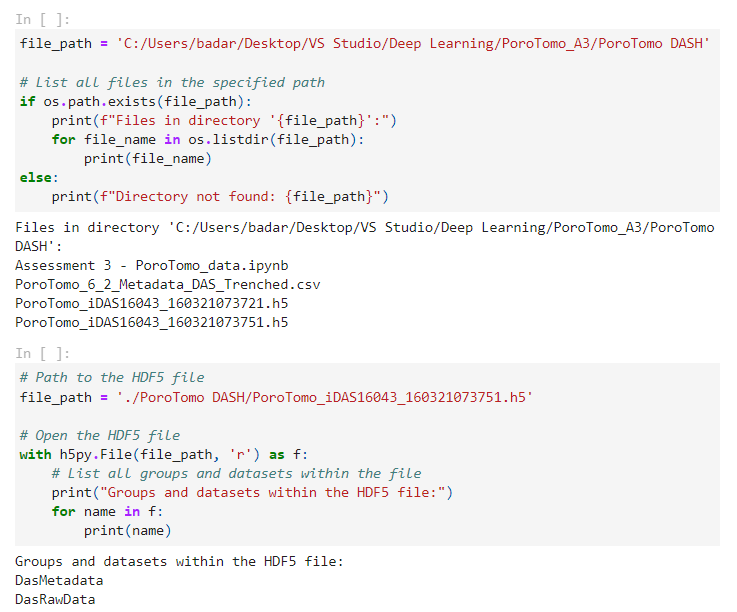 In [ ]:
file_path = 'C:/Users/badar/Desktop/VS Studio/Deep Learning/PoroTomo_A3/PoroTomo DASH'
# List all files in the specified path
if os.path.exists(file_path):
    print(f"Files in directory '{file_path}':")
    for file_name in os.listdir(file_path):
        print(file_name)
else:
    print(f"Directory not found: {file_path}")
Files in directory 'C:/Users/badar/Desktop/VS Studio/Deep Learning/PoroTomo_A3/PoroTomo
DASH':
Assessment 3 - PoroTomo_data.ipynb
PoroTomo_6_2_Metadata_DAS_Trenched.csv
PoroTomo_iDAS16043_160321073721.h5
PoroTomo_iDAS16043_160321073751.h5
In [ ]:
# Path to the HDF5 file
file_path = './PoroTomo DASH/PoroTomo_iDAS16043_160321073751.h5'
# Open the HDF5 file
with h5py.File(file_path, 'r') as f:
    # List all groups and datasets within the file
    print("Groups and datasets within the HDF5 file:")
    for name in f:
        print(name)
Groups and datasets within the HDF5 file:
DasMetadata
DasRawData